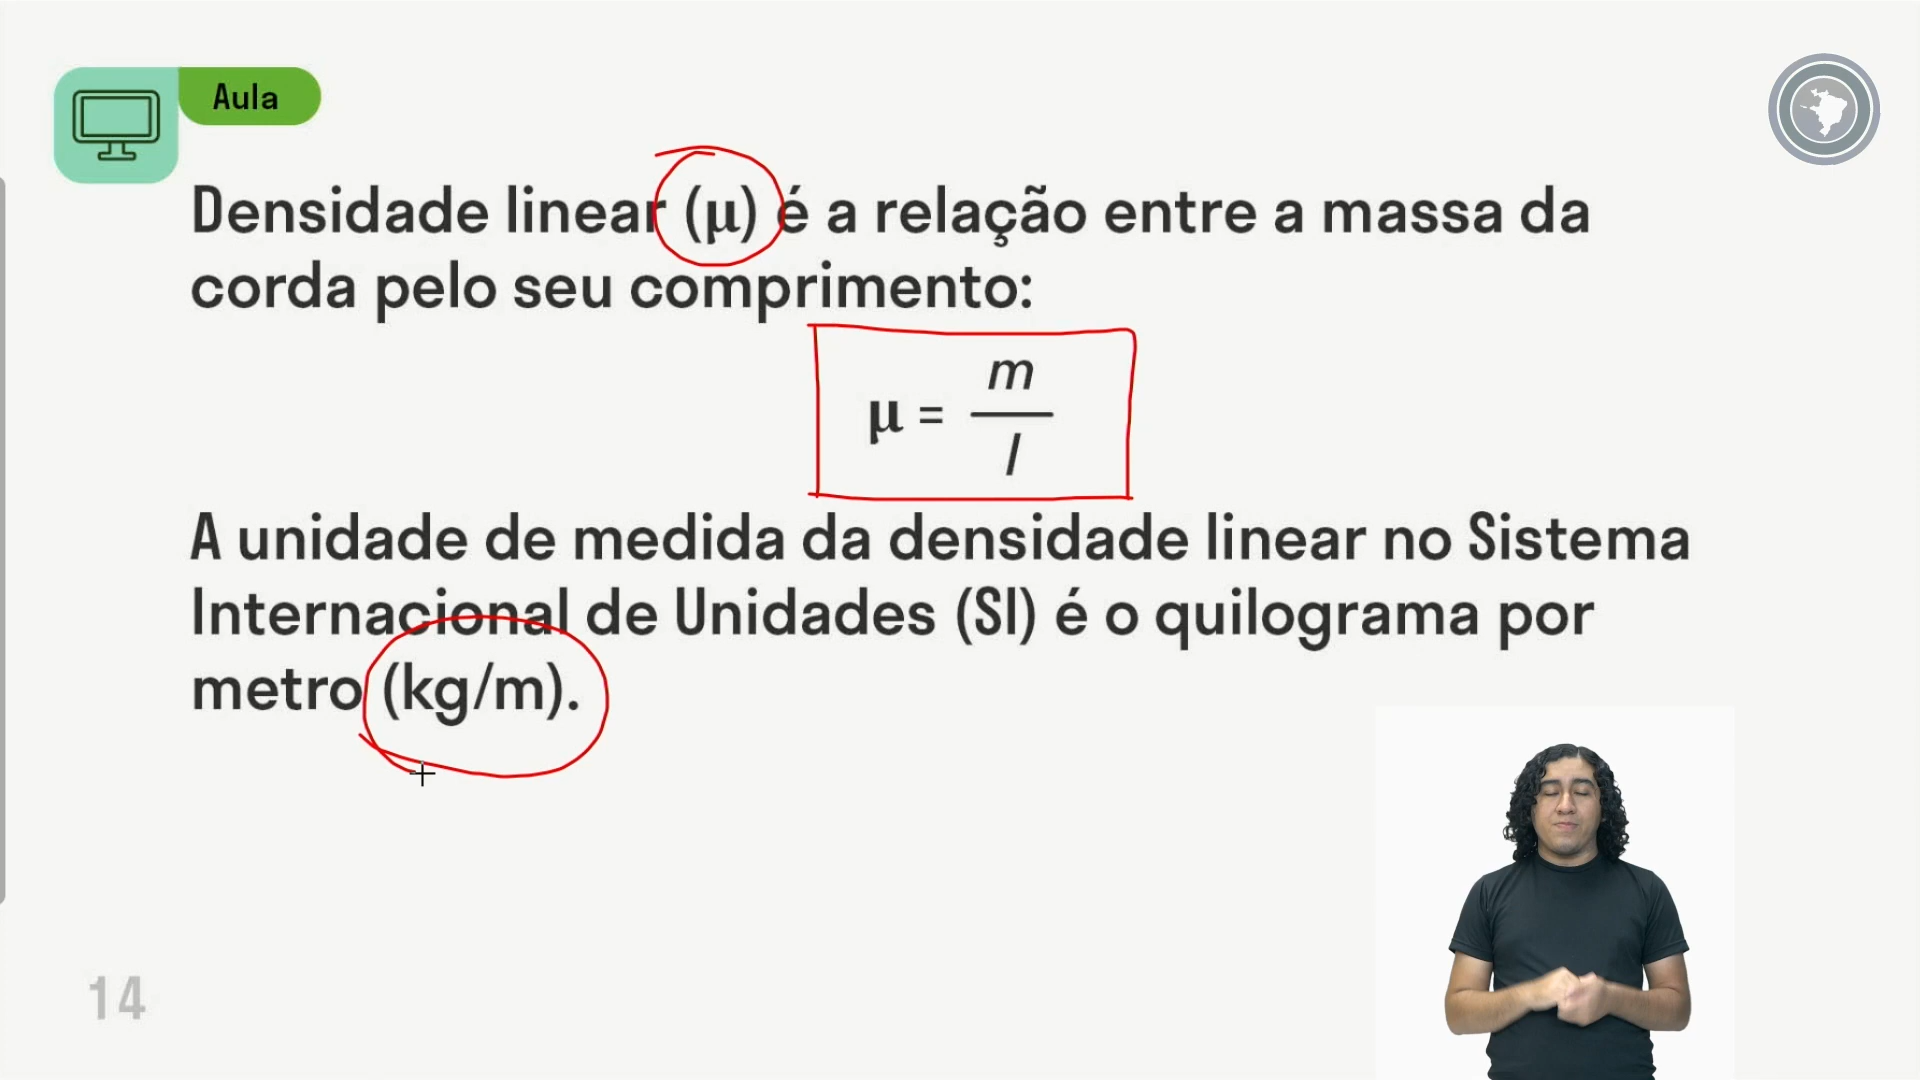 Aula
Densidade linear (μ) é a relação entre a massa da
corda pelo seu comprimento:
μ = m
l
A unidade de medida da densidade linear no Sistema
Internacional de Unidades (SI) é o quilograma por
metro (kg/m).
14